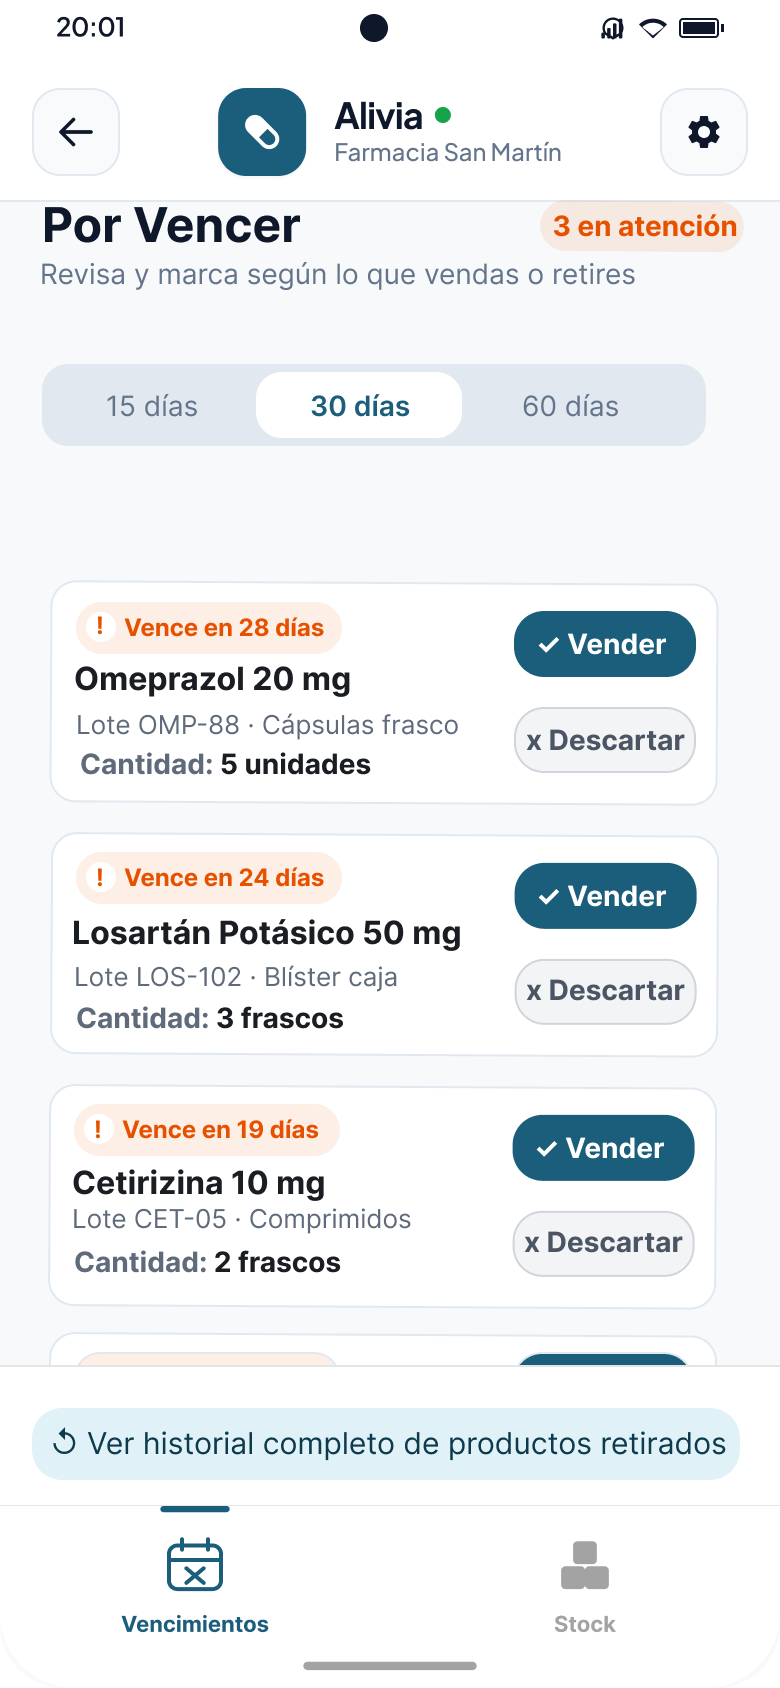 20:01
Alivia
Farmacia San Martín
Por Vencer
3 en atención
Revisa y marca según lo que vendas o retires
15 días
30 días
60 días
! Vence en 28 días
✓ Vender
Omeprazol 20 mg
Lote OMP-88 · Cápsulas frasco
x Descartar
Cantidad: 5 unidades
! Vence en 24 días
✓ Vender
Losartán Potásico 50 mg
Lote LOS-102 · Blíster caja
x Descartar
Cantidad: 3 frascos
! Vence en 19 días
✓ Vender
Cetirizina 10 mg
Lote CET-05 · Comprimidos
x Descartar
Cantidad: 2 frascos
Ver historial completo de productos retirados
Vencimientos
Stock